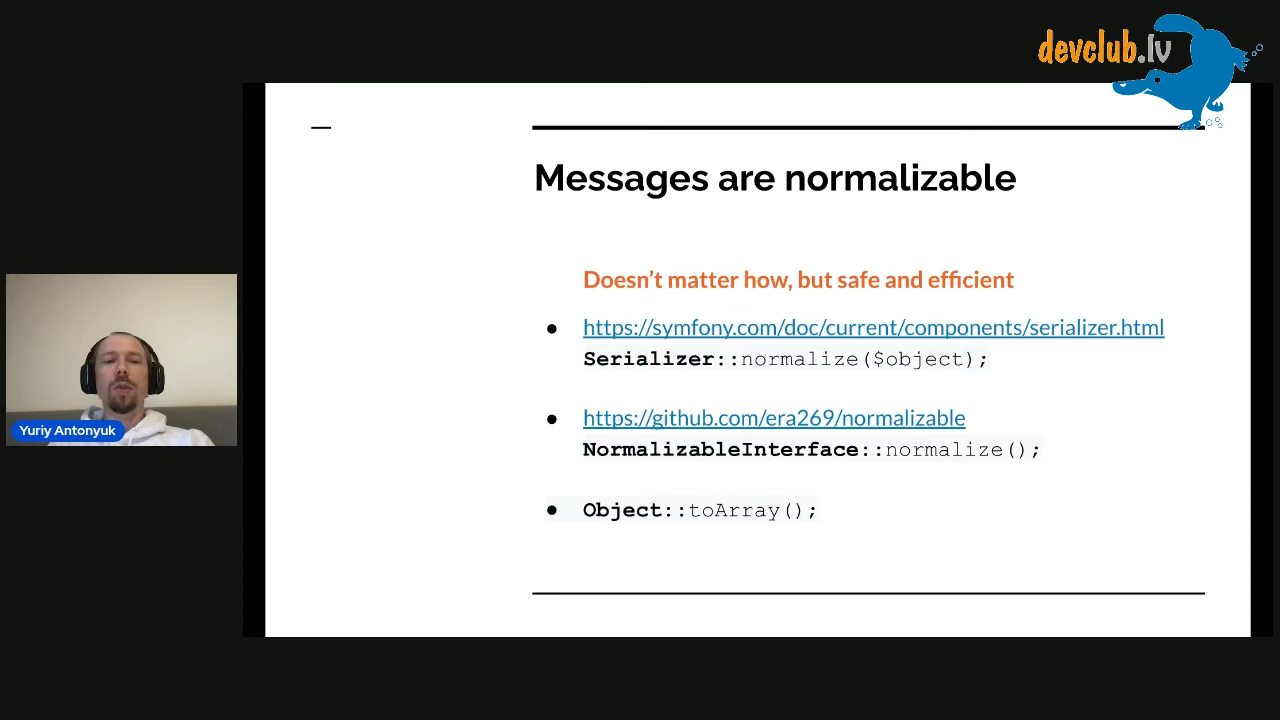 devclub.lv
Messages are normalizable
Doesn’t matter how, but safe and efficient
● https://symfony.com/doc/current/components/serializer.html
Serializer::normalize($object);
● https://github.com/era269/normalizable
NormalizableInterface::normalize();
● Object::toArray();
Yuriy Antonyuk